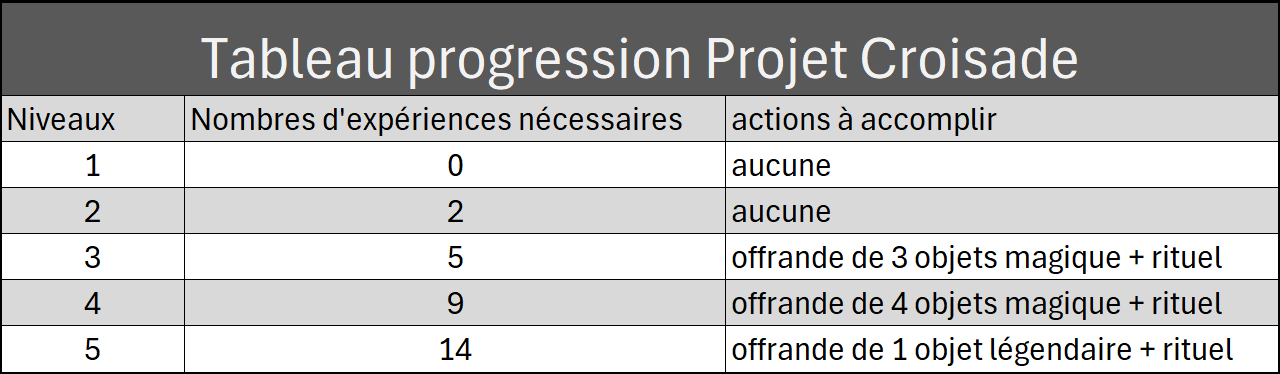 Tableau progression Projet Croisade
Niveaux Nombres d'expériences nécessaires actions à accomplir
1 0 aucune
2 2 aucune
3 5 offrande de 3 objets magique + rituel
4 9 offrande de 4 objets magique + rituel
5 14 offrande de 1 objet légendaire + rituel